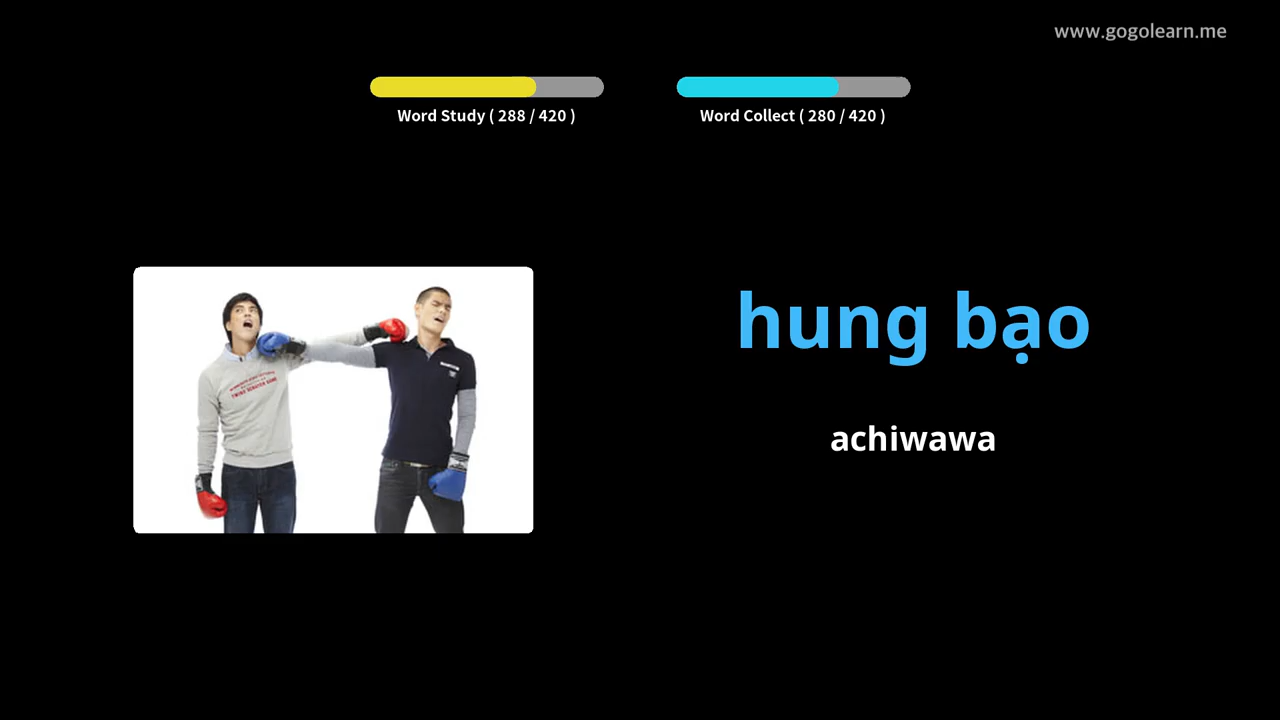 www.gogolearn.me
Word Study ( 288 / 420 )
Word Collect ( 280 / 420 )
hung bạo
achiwawa